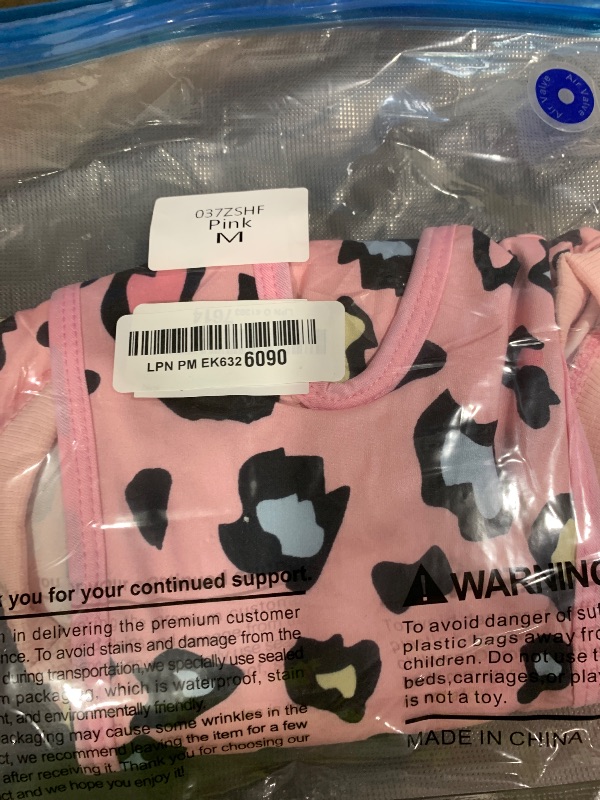 Air Valve Air Valve
037ZSHF
Pink
M
LPN PM EK632 6090
you for your continued support.
in delivering the premium customer
To avoid stains and damage from the
during transportation, we specially use sealed
packaging, which is waterproof, stain
and environmentally friendly.
packaging may cause some wrinkles in the
we recommend leaving the item for a few
after receiving it. Thank you for choosing our
and we hope you enjoy it!
WARNING
To avoid danger of
plastic bags away
children. Do not use
beds,carriages,or
is not a toy.
MADE IN CHINA